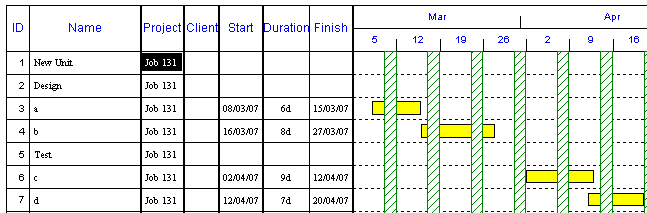 Mar Apr
ID Name Project Client Start Duration Finish
5 12 19 26 2 9 16
1 New Unit Job 131
2 Design Job 131
3 a Job 131 08/03/07 6d 15/03/07
4 b Job 131 16/03/07 8d 27/03/07
5 Test Job 131
6 c Job 131 02/04/07 9d 12/04/07
7 d Job 131 12/04/07 7d 20/04/07